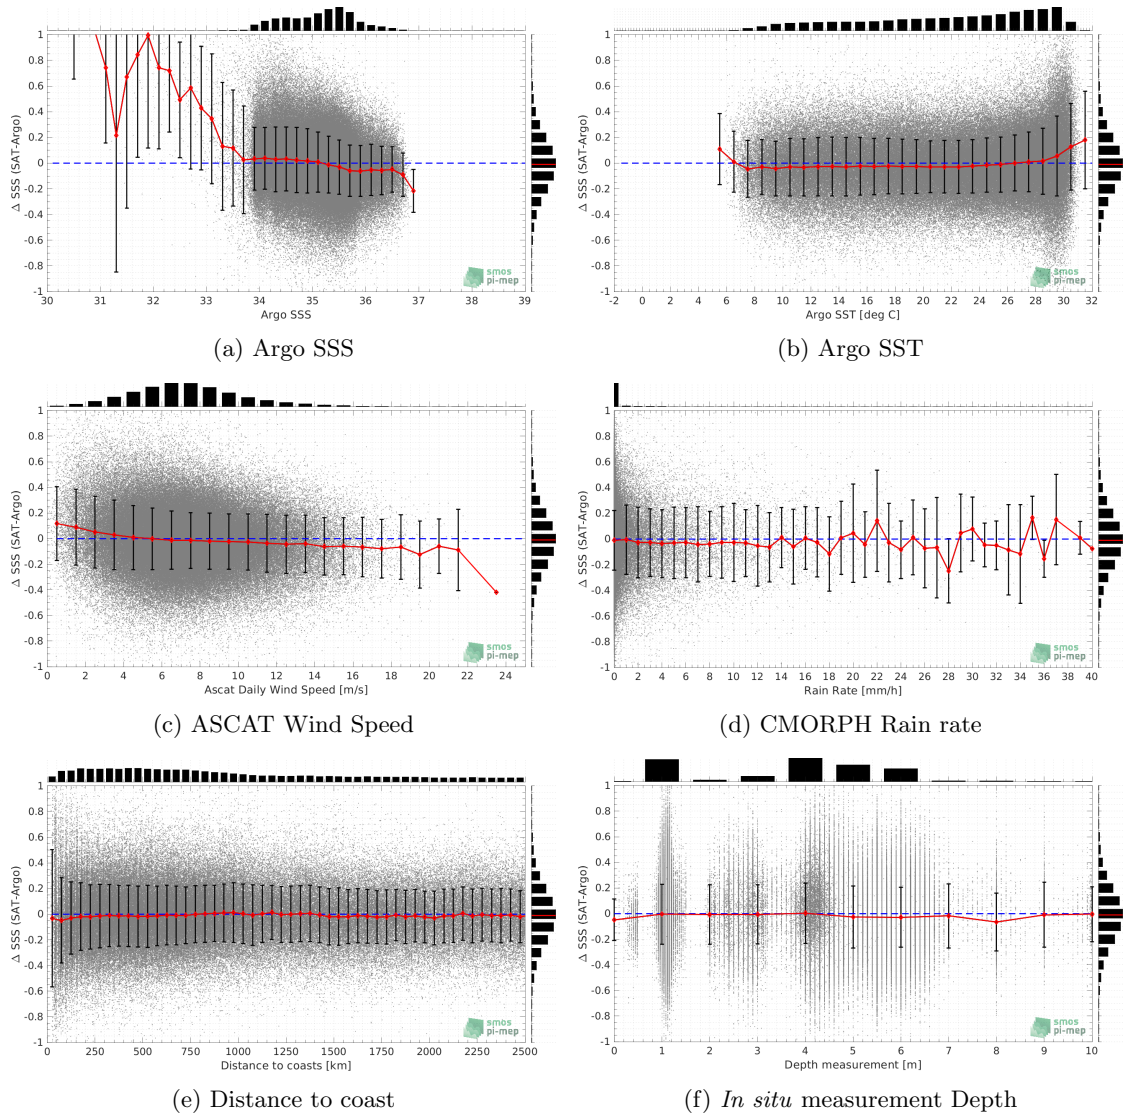 1
0.8
0.6
0.4
0.2
0
-0.2
-0.4
-0.6
-0.8
-1
Δ SSS (SAT-Argo)
30 31 32 33 34 35 36 37 38 39
Argo SSS
smos
pi-mep
(a) Argo SSS
1
0.8
0.6
0.4
0.2
0
-0.2
-0.4
-0.6
-0.8
-1
Δ SSS (SAT-Argo)
-2 0 2 4 6 8 10 12 14 16 18 20 22 24 26 28 30 32
Argo SST [deg C]
smos
pi-mep
(b) Argo SST
1
0.8
0.6
0.4
0.2
0
-0.2
-0.4
-0.6
-0.8
-1
Δ SSS (SAT-Argo)
0 2 4 6 8 10 12 14 16 18 20 22 24
Ascat Daily Wind Speed [m/s]
smos
pi-mep
(c) ASCAT Wind Speed
1
0.8
0.6
0.4
0.2
0
-0.2
-0.4
-0.6
-0.8
-1
Δ SSS (SAT-Argo)
0 2 4 6 8 10 12 14 16 18 20 22 24 26 28 30 32 34 36 38 40
Rain Rate [mm/h]
smos
pi-mep
(d) CMORPH Rain rate
1
0.8
0.6
0.4
0.2
0
-0.2
-0.4
-0.6
-0.8
-1
Δ SSS (SAT-Argo)
0 250 500 750 1000 1250 1500 1750 2000 2250 2500
Distance to coasts [km]
smos
pi-mep
(e) Distance to coast
1
0.8
0.6
0.4
0.2
0
-0.2
-0.4
-0.6
-0.8
-1
Δ SSS (SAT-Argo)
0 1 2 3 4 5 6 7 8 9 10
Depth measurement [m]
smos
pi-mep
(f) In situ measurement Depth